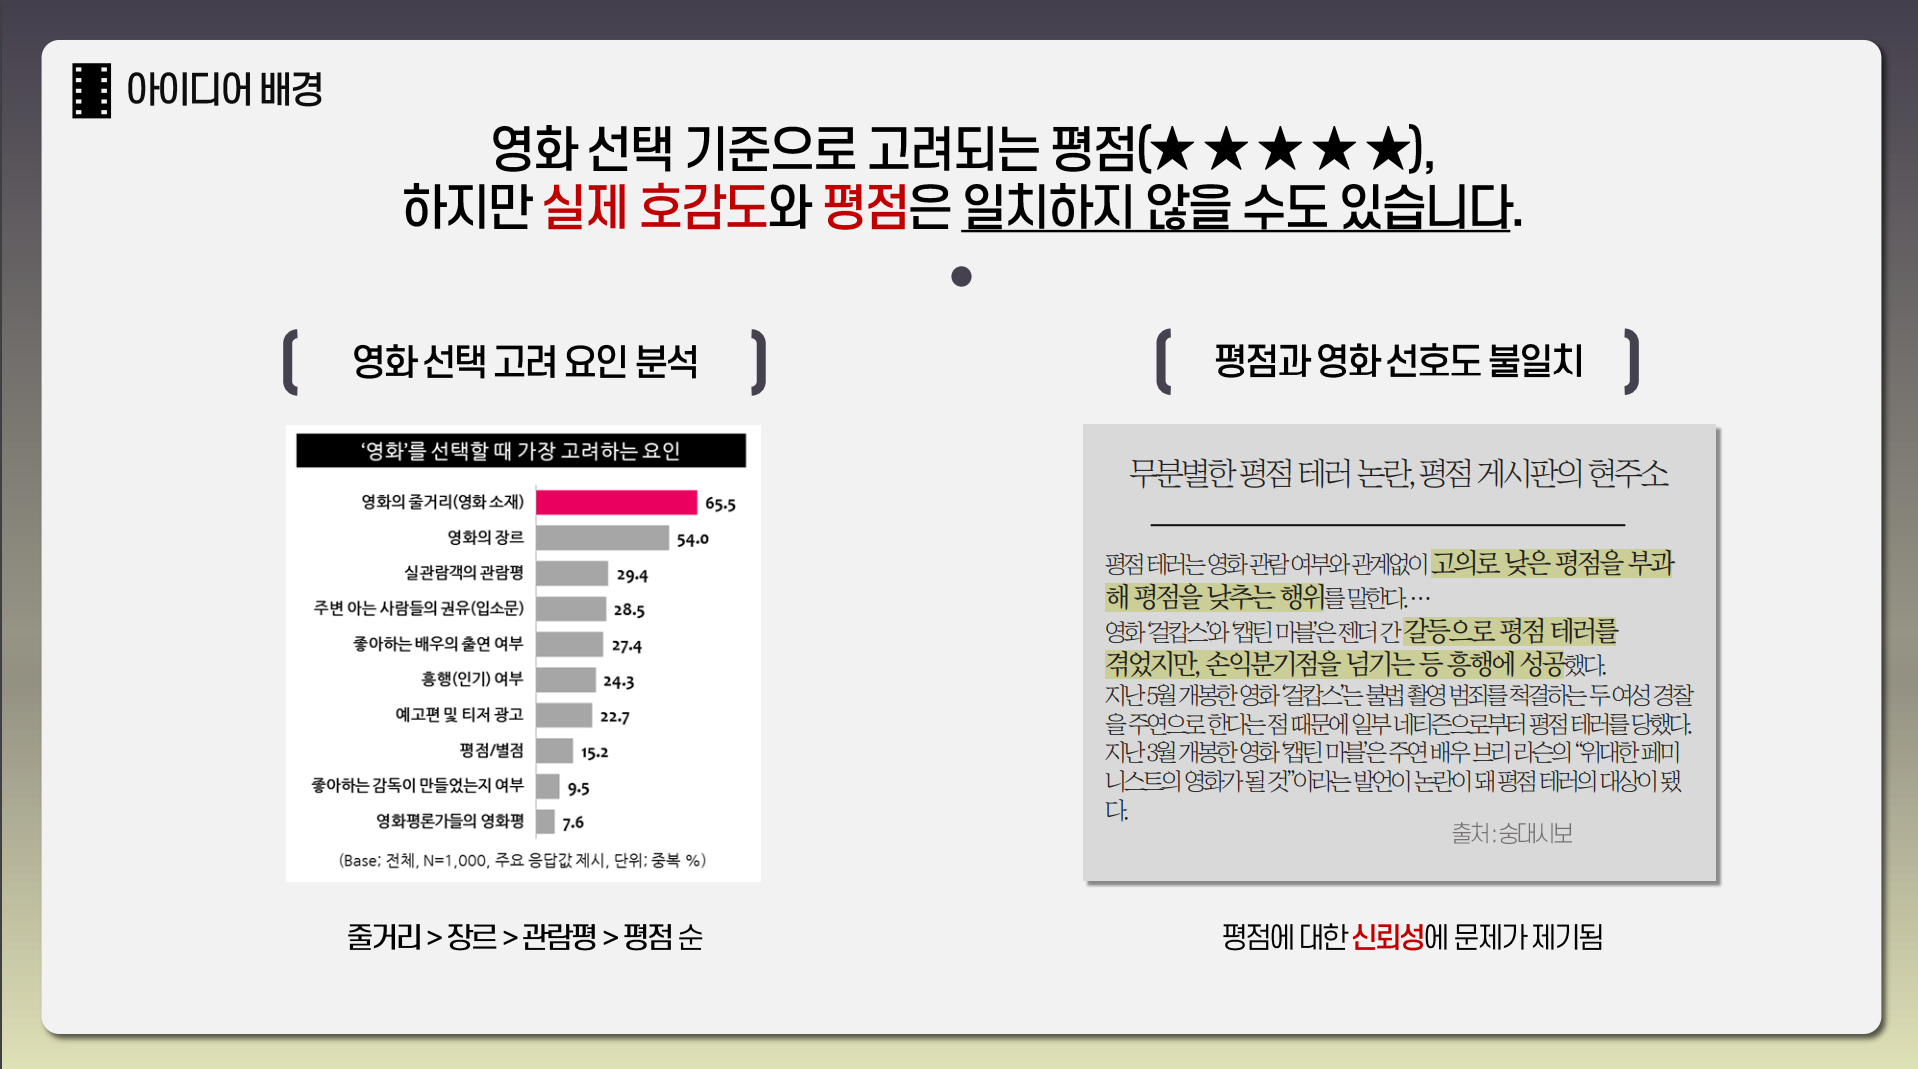 아이디어 배경
영화 선택 기준으로 고려되는 평점(★★★★★),
하지만 실제 호감도와 평점은 일치하지 않을 수도 있습니다.
영화 선택 고려 요인 분석
‘영화’를 선택할 때 가장 고려하는 요인
영화의 줄거리(영화 소재) 65.5
영화의 장르 54.0
실관람객의 관람평 29.4
주변 아는 사람들의 권유(입소문) 28.5
좋아하는 배우의 출연 여부 27.4
흥행(인기) 여부 24.3
예고편 및 티저 광고 22.7
평점/별점 15.2
좋아하는 감독이 만들었는지 여부 9.5
영화평론가들의 영화평 7.6
(Base; 전체, N=1,000, 주요 응답값 제시, 단위; 중복 %)
줄거리 > 장르 > 관람평 > 평점 순
평점과 영화 선호도 불일치
무분별한 평점 테러 논란, 평점 게시판의 현주소
평점 테러는 영화 관람 여부와 관계없이 고의로 낮은 평점을 부과
해 평점을 낮추는 행위를 말한다. …
영화 ‘걸캅스’와 ‘캡틴 마블’은 젠더 간 갈등으로 평점 테러를
겪었지만, 손익분기점을 넘기는 등 흥행에 성공했다.
지난 5월 개봉한 영화 ‘걸캅스’는 불법 촬영 범죄를 척결하는 두 여성 경찰
을 주연으로 한다는 점 때문에 일부 네티즌으로부터 평점 테러를 당했다.
지난 3월 개봉한 영화 ‘캡틴 마블’은 주연 배우 브리 라슨의 “위대한 페미
니스트의 영화가 될 것”이라는 발언이 논란이 돼 평점 테러의 대상이 됐
다.
출처 : 숭대시보
평점에 대한 신뢰성에 문제가 제기됨